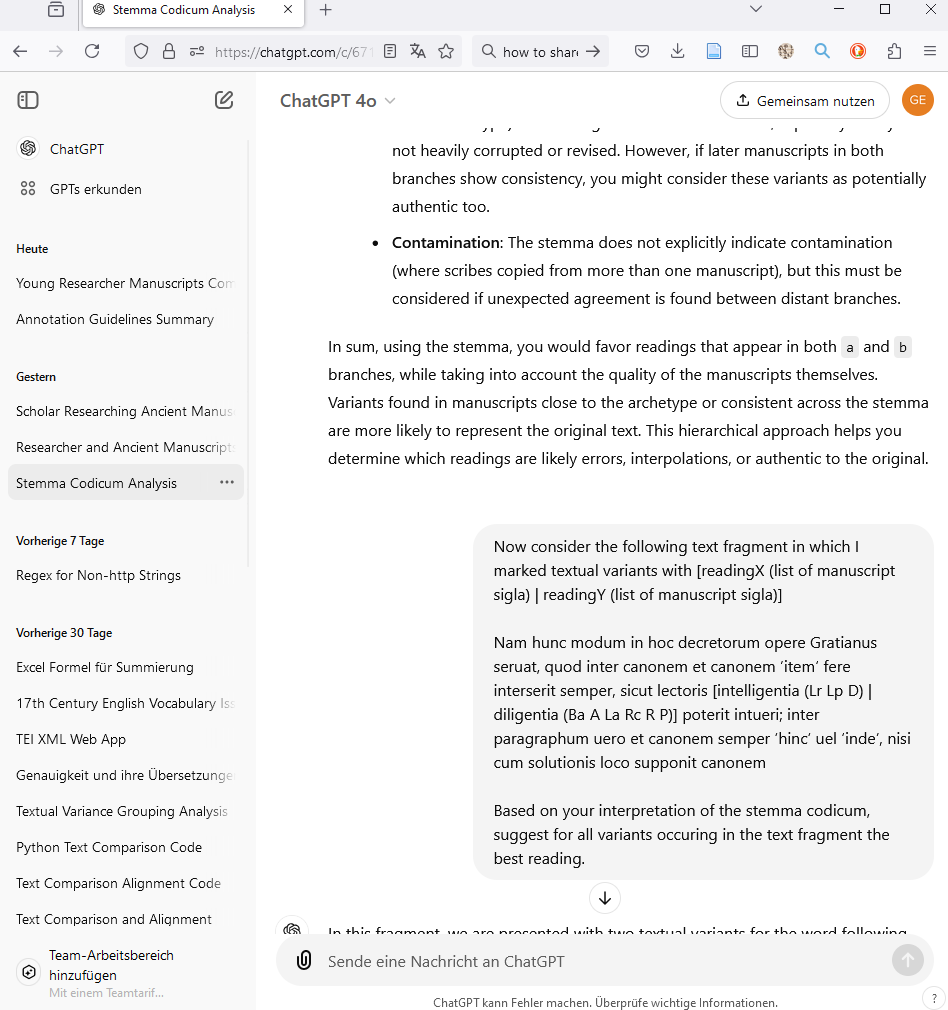 Stemma Codicum Analysis
https://chatgpt.com/c/67
how to share
ChatGPT
GPTs erkunden
Heute
Young Researcher Manuscripts Com
Annotation Guidelines Summary
Gestern
Scholar Researching Ancient Manus
Researcher and Ancient Manuscripts
Stemma Codicum Analysis
Vorherige 7 Tage
Regex for Non-http Strings
Vorherige 30 Tage
Excel Formel für Summierung
17th Century English Vocabulary Iss
TEI XML Web App
Genauigkeit und ihre Übersetzunge
Textual Variance Grouping Analysis
Python Text Comparison Code
Text Comparison Alignment Code
Text Comparison and Alignment
Team-Arbeitsbereich
hinzufügen
Mit einem Teamtarif...
ChatGPT 4o
Gemeinsam nutzen
GE
not heavily corrupted or revised. However, if later manuscripts in both
branches show consistency, you might consider these variants as potentially
authentic too.
• Contamination: The stemma does not explicitly indicate contamination
(where scribes copied from more than one manuscript), but this must be
considered if unexpected agreement is found between distant branches.
In sum, using the stemma, you would favor readings that appear in both a and b
branches, while taking into account the quality of the manuscripts themselves.
Variants found in manuscripts close to the archetype or consistent across the stemma
are more likely to represent the original text. This hierarchical approach helps you
determine which readings are likely errors, interpolations, or authentic to the original.
Now consider the following text fragment in which I
marked textual variants with [readingX (list of manuscript
sigla) | readingY (list of manuscript sigla)]
Nam hunc modum in hoc decretorum opere Gratianus
seruat, quod inter canonem et canonem ‘item’ fere
interserit semper, sicut lectoris [intelligentia (Lr Lp D) |
diligentia (Ba A La Rc R P)] poterit intueri; inter
paragraphum uero et canonem semper ‘hinc’ uel ‘inde’, nisi
cum solutionis loco supponit canonem
Based on your interpretation of the stemma codicum,
suggest for all variants occuring in the text fragment the
best reading.
In this fragment, we are presented with two textual variants for the word following
Sende eine Nachricht an ChatGPT
ChatGPT kann Fehler machen. Überprüfe wichtige Informationen.
?